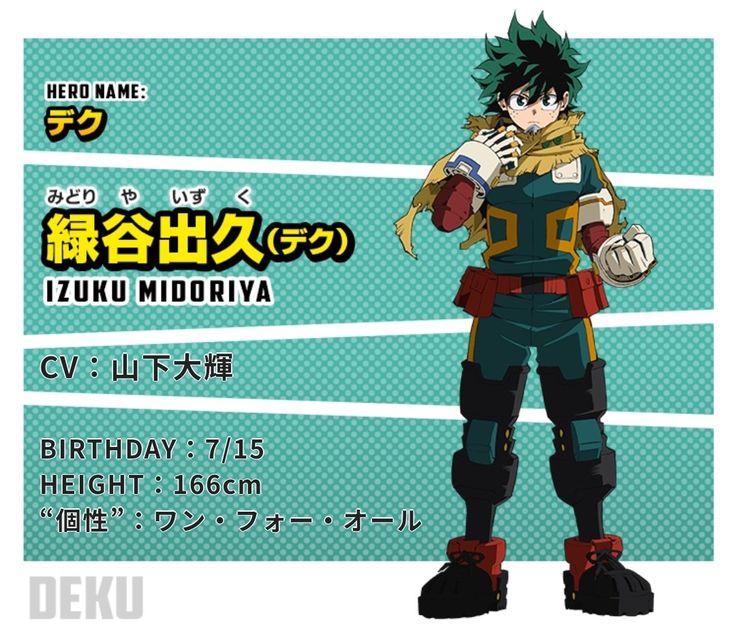 HERO NAME:
デク
みどり や いず く
緑谷出久(デク)
IZUKU MIDORIYA
CV：山下大輝
BIRTHDAY：7/15
HEIGHT：166cm
“個性”：ワン・フォー・オール
DEKU